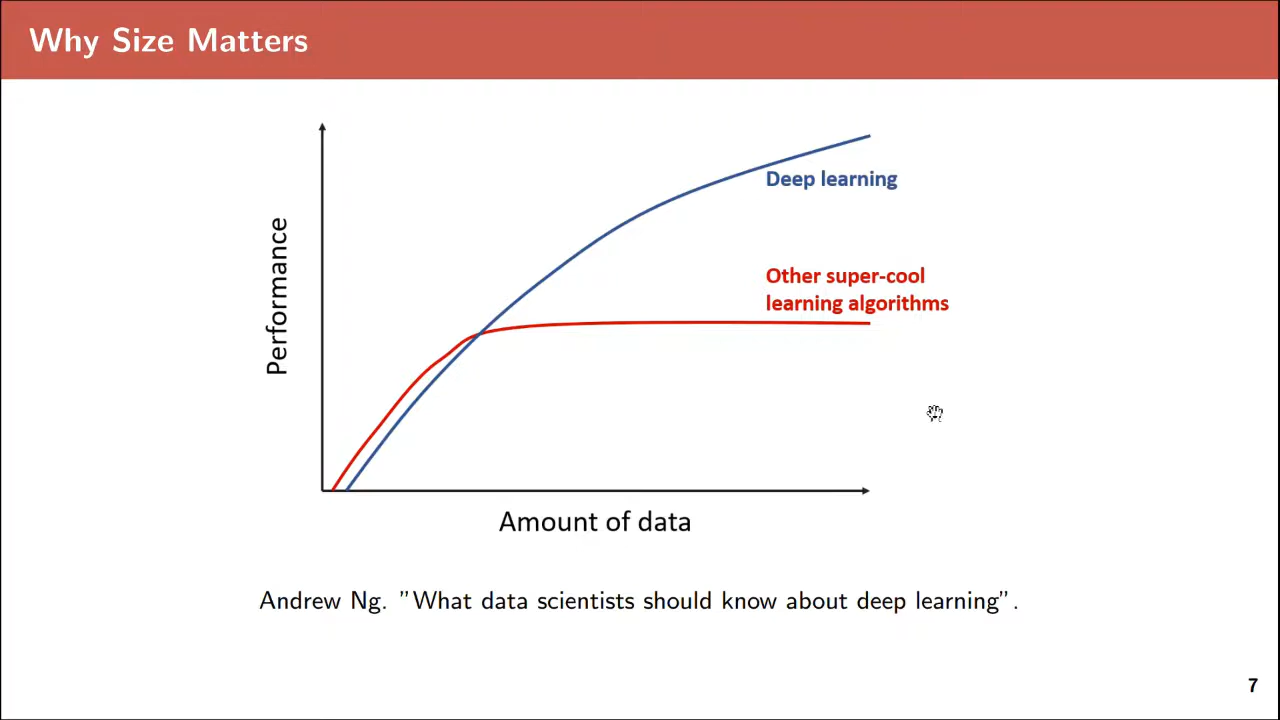 Why Size Matters
Performance
Deep learning
Other super-cool
learning algorithms
Amount of data
Andrew Ng. ”What data scientists should know about deep learning”.
7